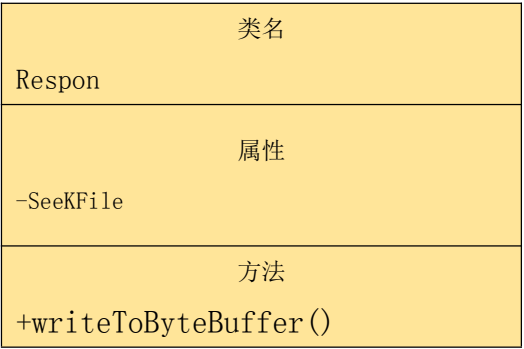 类名
Respon
属性
-SeeKFile
方法
+writeToByteBuffer()